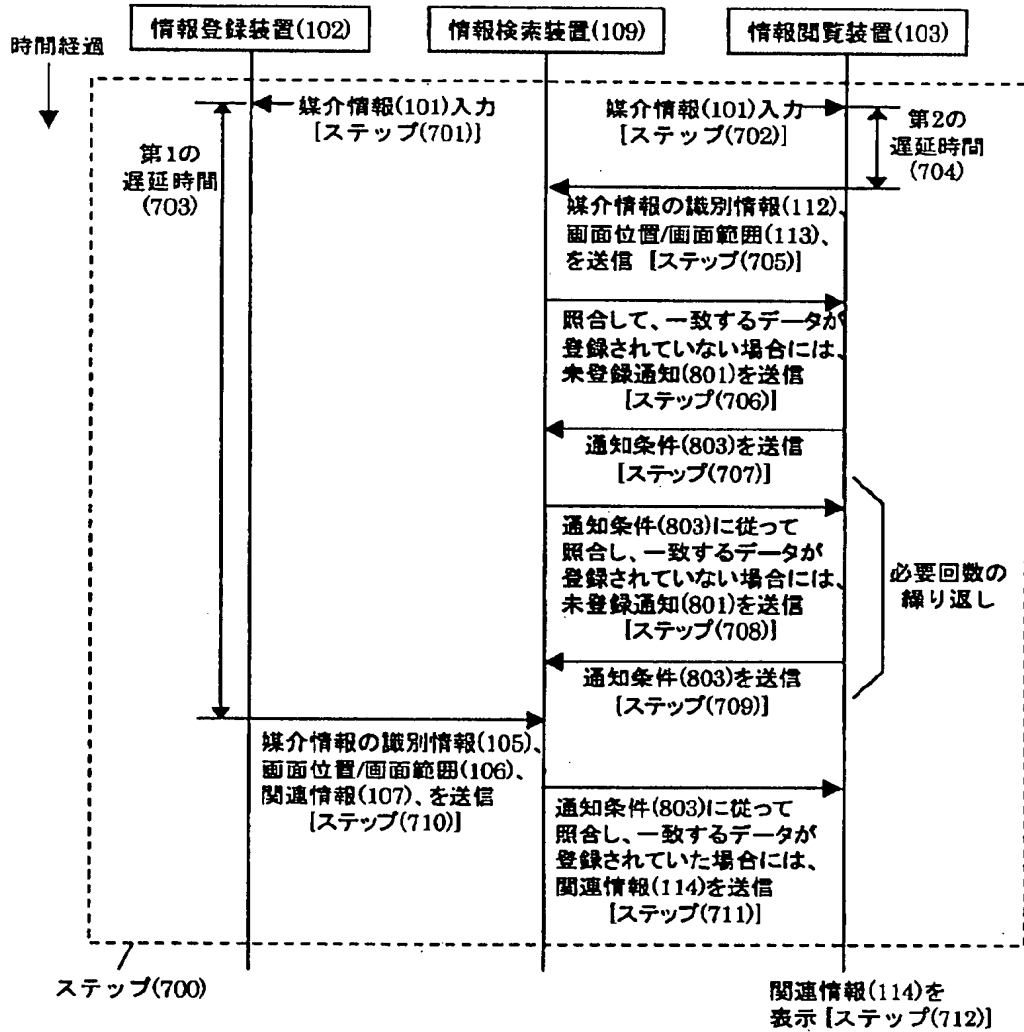 情報登録装置(102)
情報検索装置(109)
情報閲覧装置(103)
時間経過
媒介情報(101)入力
[ステップ(701)]
媒介情報(101)入力
[ステップ(702)]
第1の
遅延時間
(703)
第2の
遅延時間
(704)
媒介情報の識別情報(112)、
画面位置/画面範囲(113)、
を送信 [ステップ(705)]
照合して、一致するデータが
登録されていない場合には、
未登録通知(801)を送信
[ステップ(706)]
通知条件(803)を送信
[ステップ(707)]
通知条件(803)に従って
照合し、一致するデータが
登録されていない場合には、
未登録通知(801)を送信
[ステップ(708)]
必要回数の
繰り返し
通知条件(803)を送信
[ステップ(709)]
媒介情報の識別情報(105)、
画面位置/画面範囲(106)、
関連情報(107)、を送信
[ステップ(710)]
通知条件(803)に従って
照合し、一致するデータが
登録されていた場合には、
関連情報(114)を送信
[ステップ(711)]
ステップ(700)
関連情報(114)を
表示 [ステップ(712)]